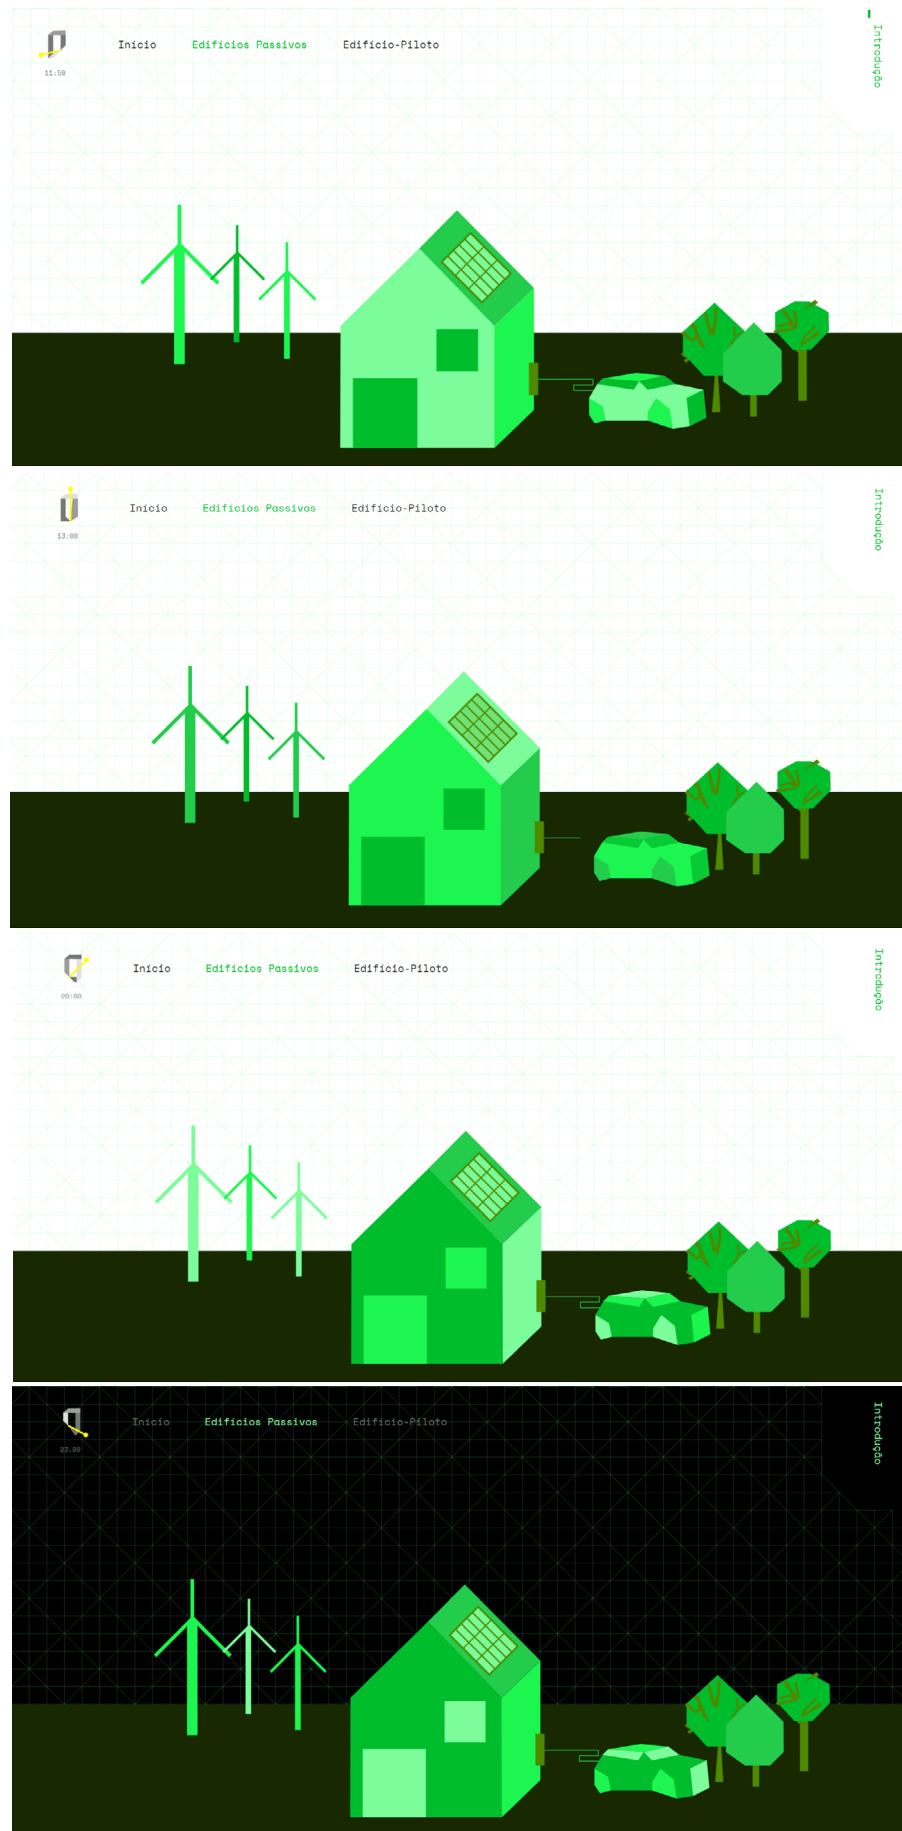 Início Edifícios Passivos Edifício-Piloto
Introdução
11:59
Início Edifícios Passivos Edifício-Piloto
Introdução
13:00
Início Edifícios Passivos Edifício-Piloto
Introdução
20:00
Início Edifícios Passivos Edifício-Piloto
Introdução
23:00